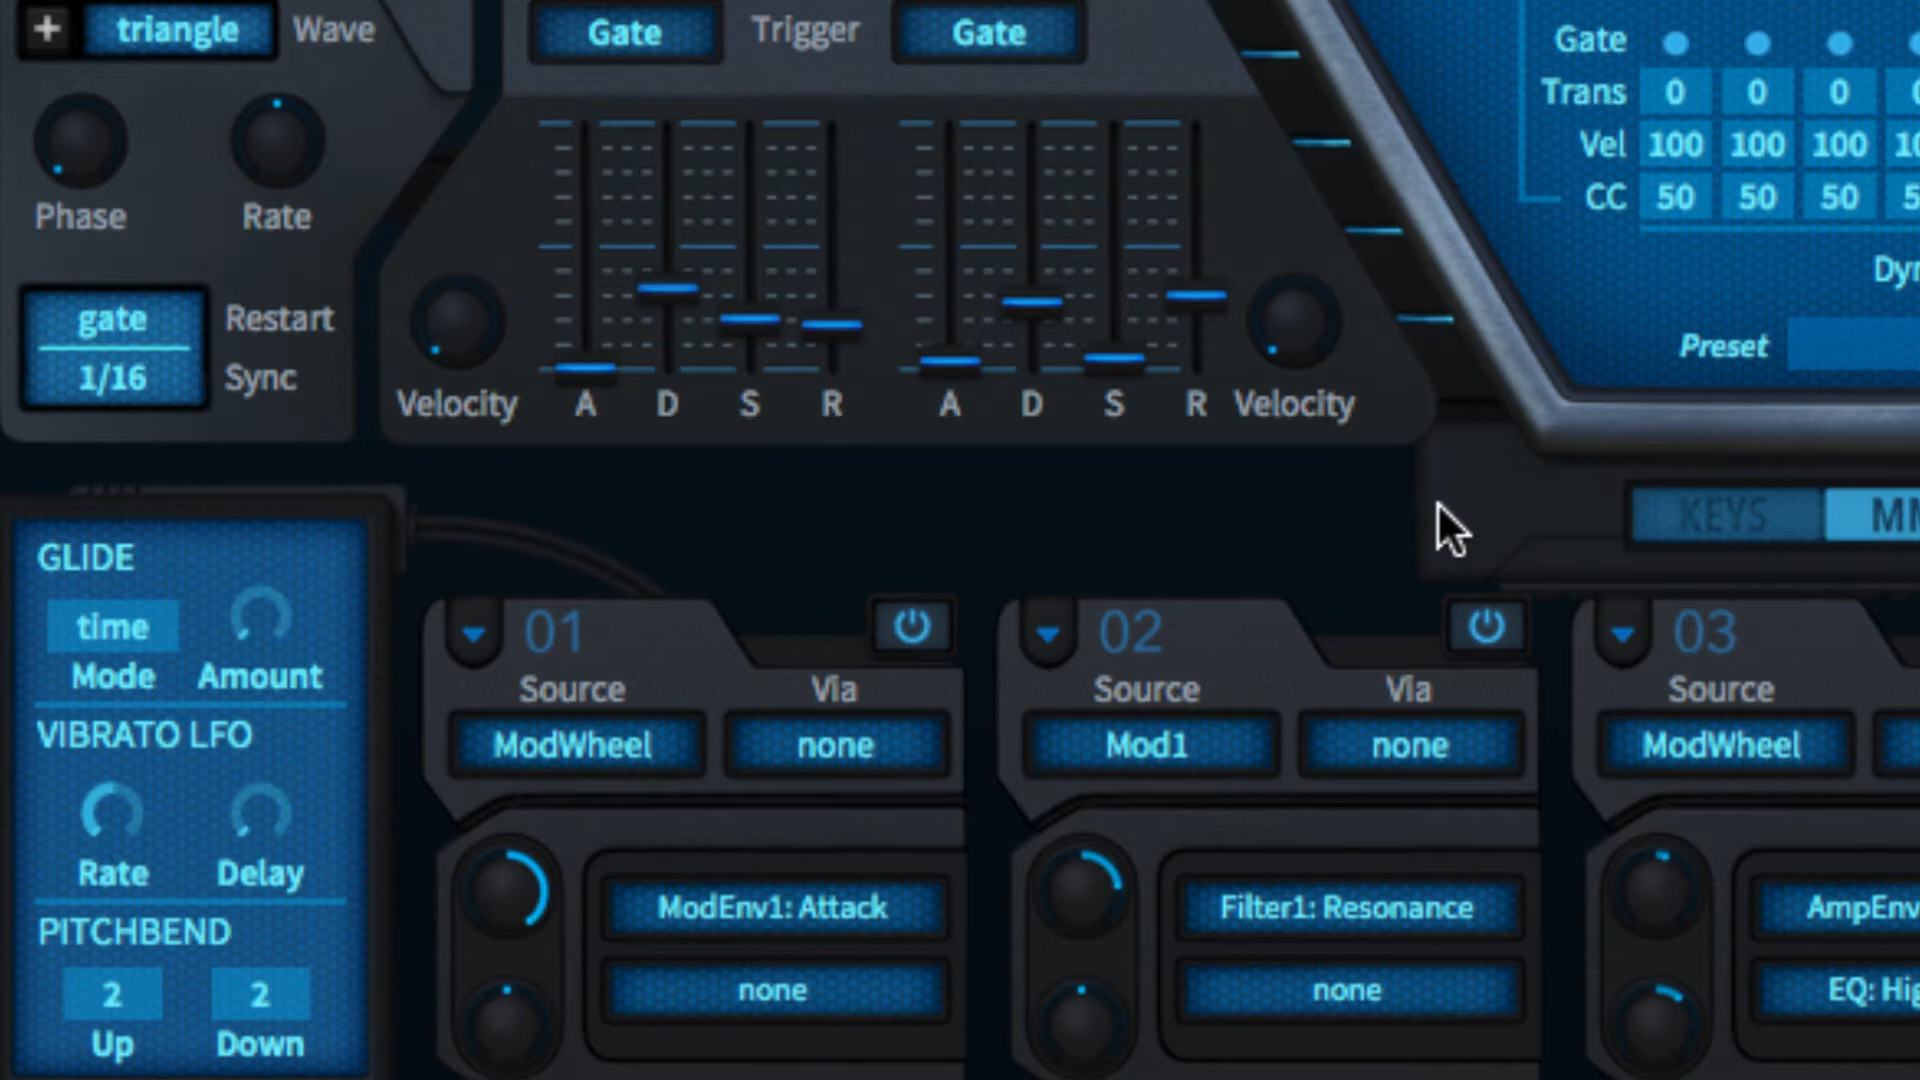 + triangle Wave
Gate Trigger Gate
Phase Rate
gate Restart
1/16 Sync
Velocity A D S R
A D S R Velocity
Gate
Trans 0 0 0
Vel 100 100 100
CC 50 50 50
Preset
KEYS
GLIDE
time
Mode Amount
VIBRATO LFO
Rate Delay
PITCHBEND
2 2
Up Down
01
Source Via
ModWheel none
ModEnv1: Attack
none
02
Source Via
Mod1 none
Filter1: Resonance
none
03
Source
ModWheel
AmpEnv
EQ: Hig